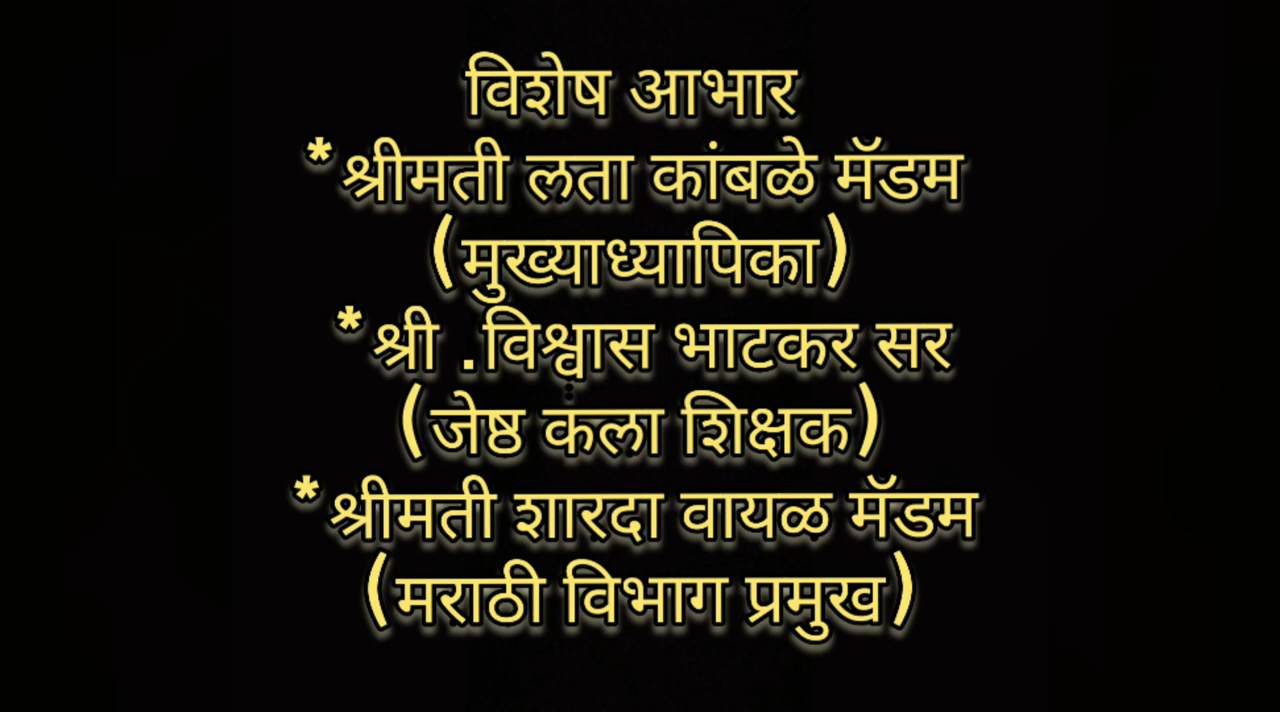 विशेष आभार
*श्रीमती लता कांबळे मॅडम
(मुख्याध्यापिका)
*श्री .विश्वास भाटकर सर
(जेष्ठ कला शिक्षक)
*श्रीमती शारदा वायळ मॅडम
(मराठी विभाग प्रमुख)